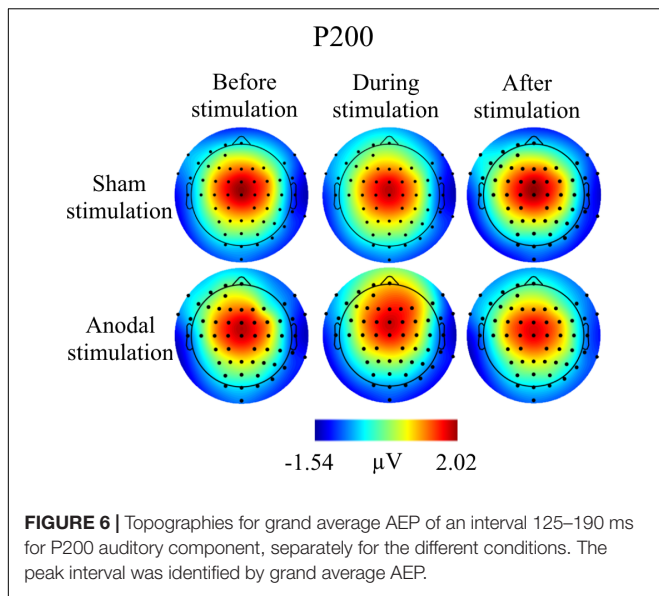 P200
Before stimulation
During stimulation
After stimulation
Sham stimulation
Anodal stimulation
-1.54 µV 2.02
FIGURE 6 | Topographies for grand average AEP of an interval 125–190 ms
for P200 auditory component, separately for the different conditions. The
peak interval was identified by grand average AEP.